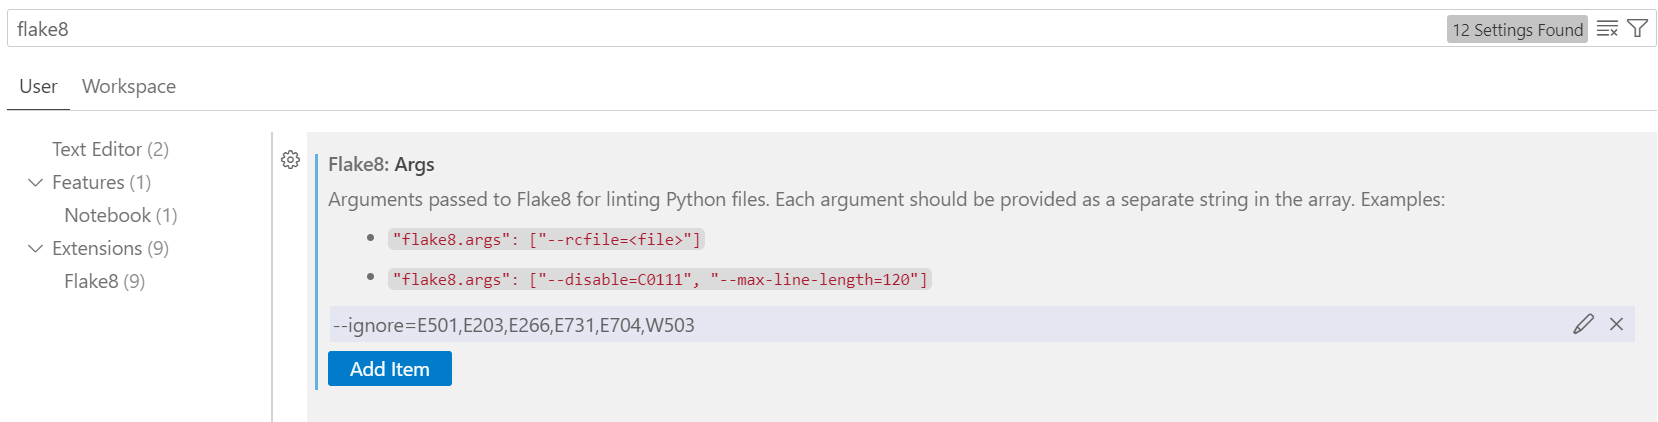 flake8
12 Settings Found
User Workspace
Text Editor (2)
Features (1)
Notebook (1)
Extensions (9)
Flake8 (9)
Flake8: Args
Arguments passed to Flake8 for linting Python files. Each argument should be provided as a separate string in the array. Examples:
"flake8.args": ["--rcfile=<file>"]
"flake8.args": ["--disable=C0111", "--max-line-length=120"]
--ignore=E501,E203,E266,E731,E704,W503
Add Item